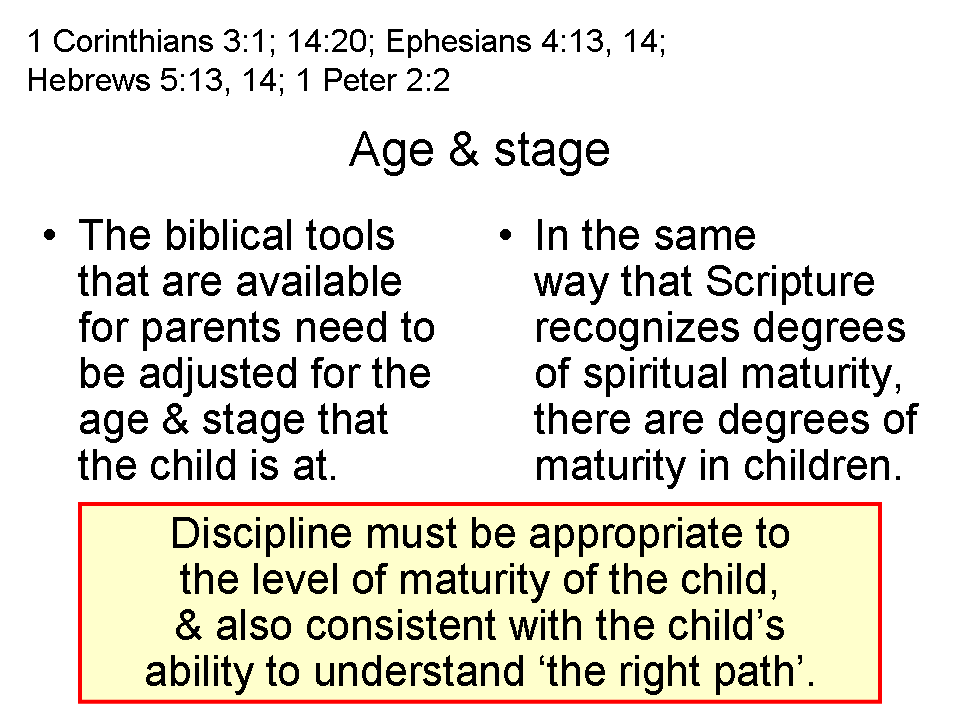 1 Corinthians 3:1; 14:20; Ephesians 4:13, 14;
Hebrews 5:13, 14; 1 Peter 2:2
Age & stage
• The biblical tools
that are available
for parents need to
be adjusted for the
age & stage that
the child is at.
• In the same
way that Scripture
recognizes degrees
of spiritual maturity,
there are degrees of
maturity in children.
Discipline must be appropriate to
the level of maturity of the child,
& also consistent with the child’s
ability to understand ‘the right path’.